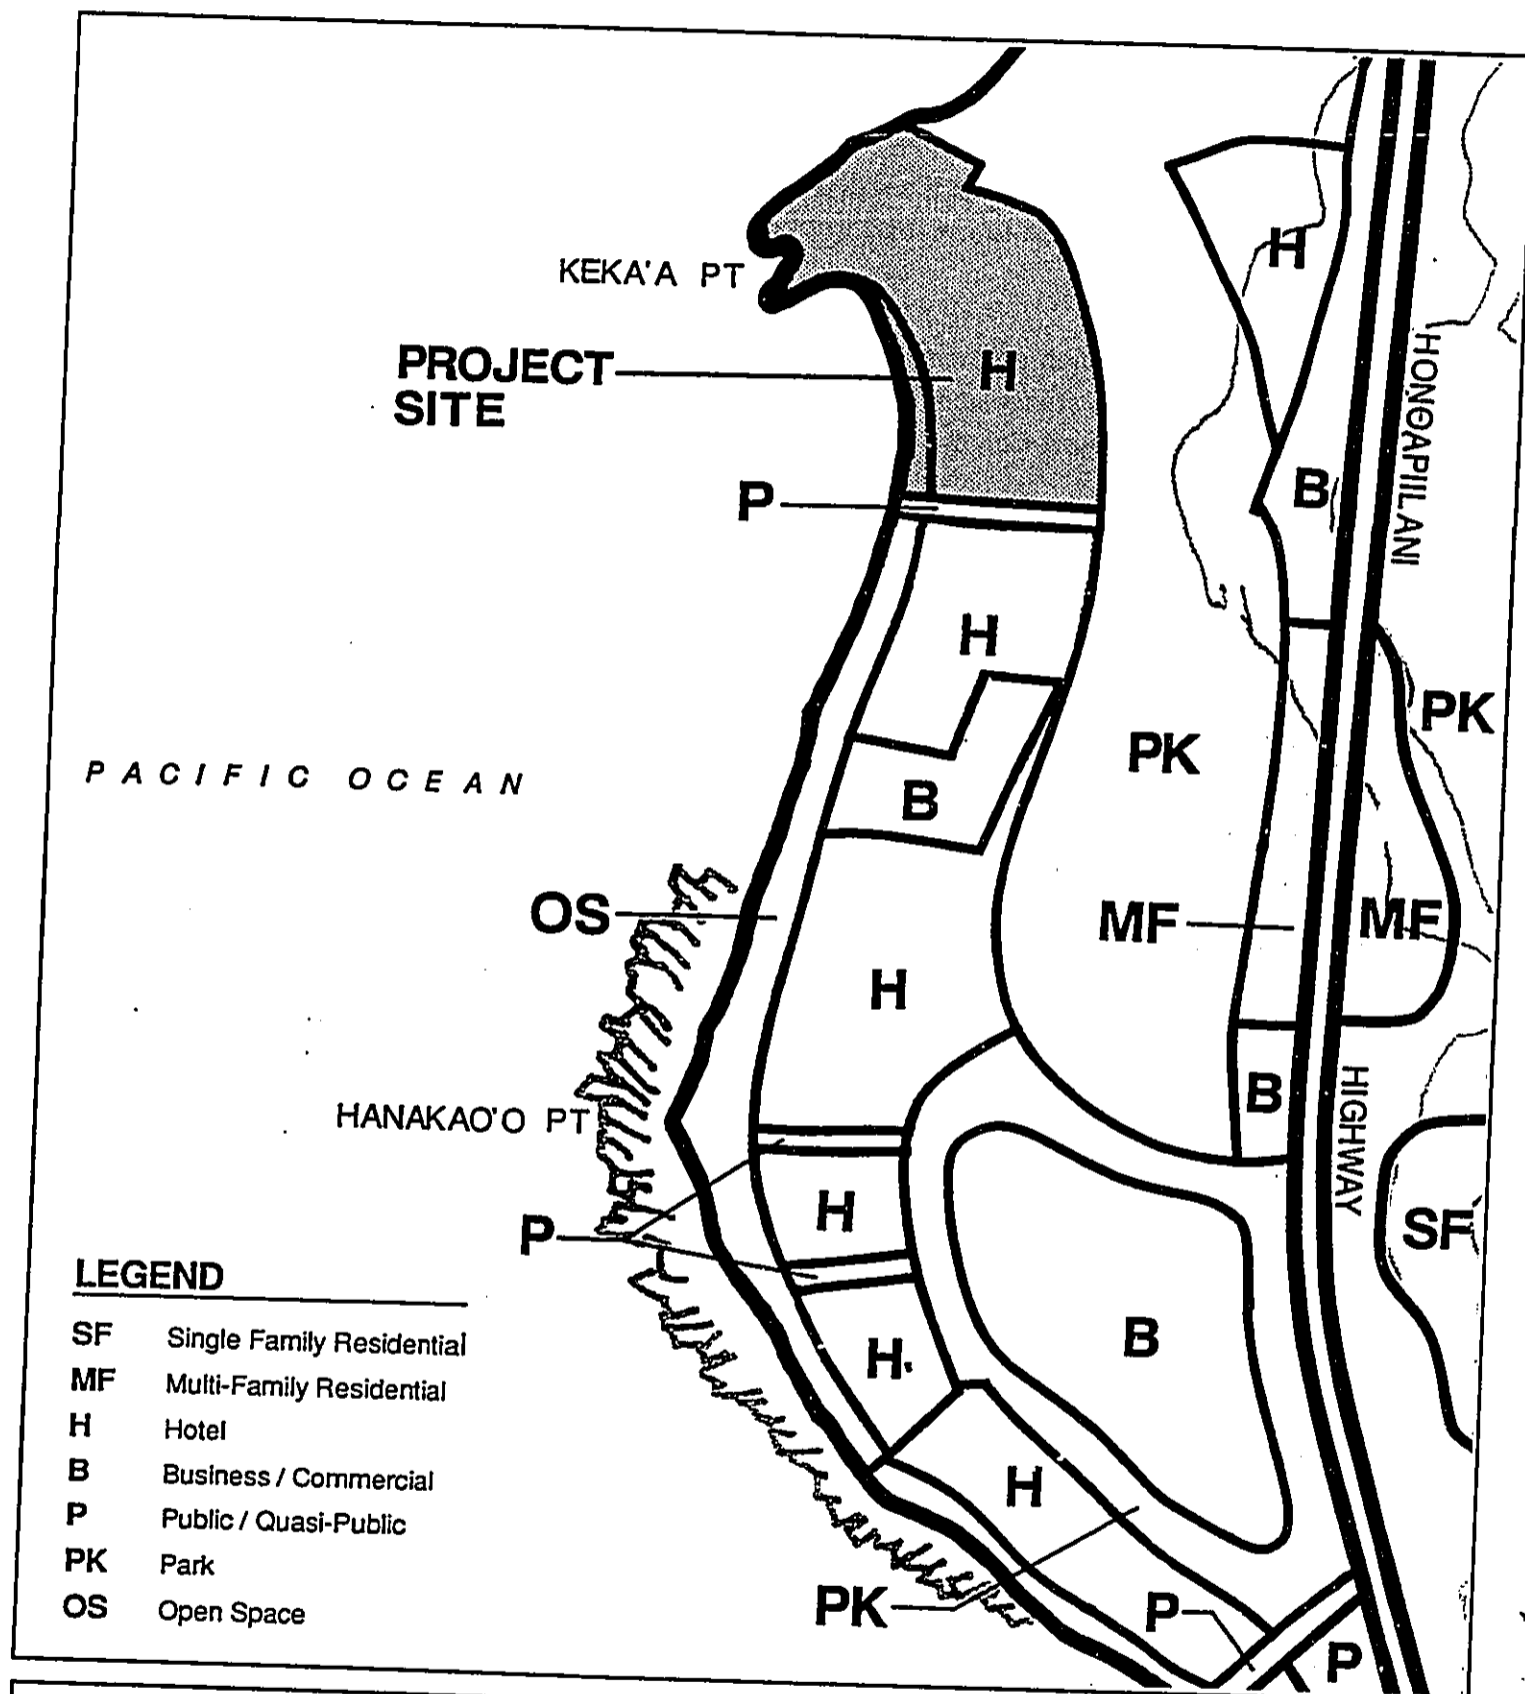 H
KEKA'A PT
PROJECT
SITE
H
HONOAPIILANI
B
P
H
PK
PK
PACIFIC OCEAN
B
OS
MF
MF
H
B
HANAKAO'O PT
HIGHWAY
H
SF
P
LEGEND
SF Single Family Residential
MF Multi-Family Residential
H Hotel
B Business / Commercial
P Public / Quasi-Public
PK Park
OS Open Space
B
H
H
PK
P
P